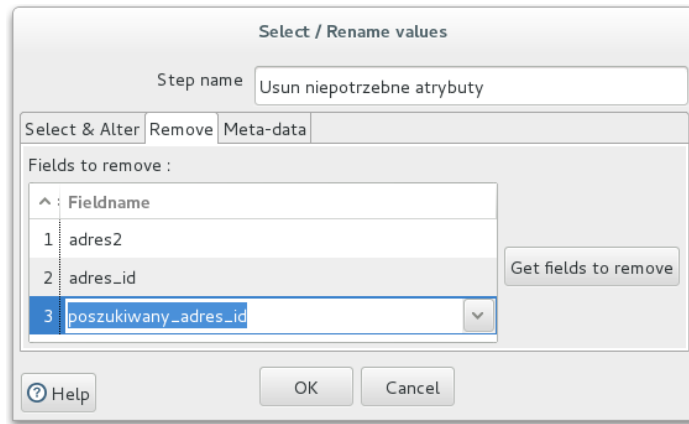 Select / Rename values
Step name Usun niepotrzebne atrybuty
Select & Alter Remove Meta-data
Fields to remove :
Fieldname
1 adres2
2 adres_id
Get fields to remove
3 poszukiwany_adres_id
Help OK Cancel